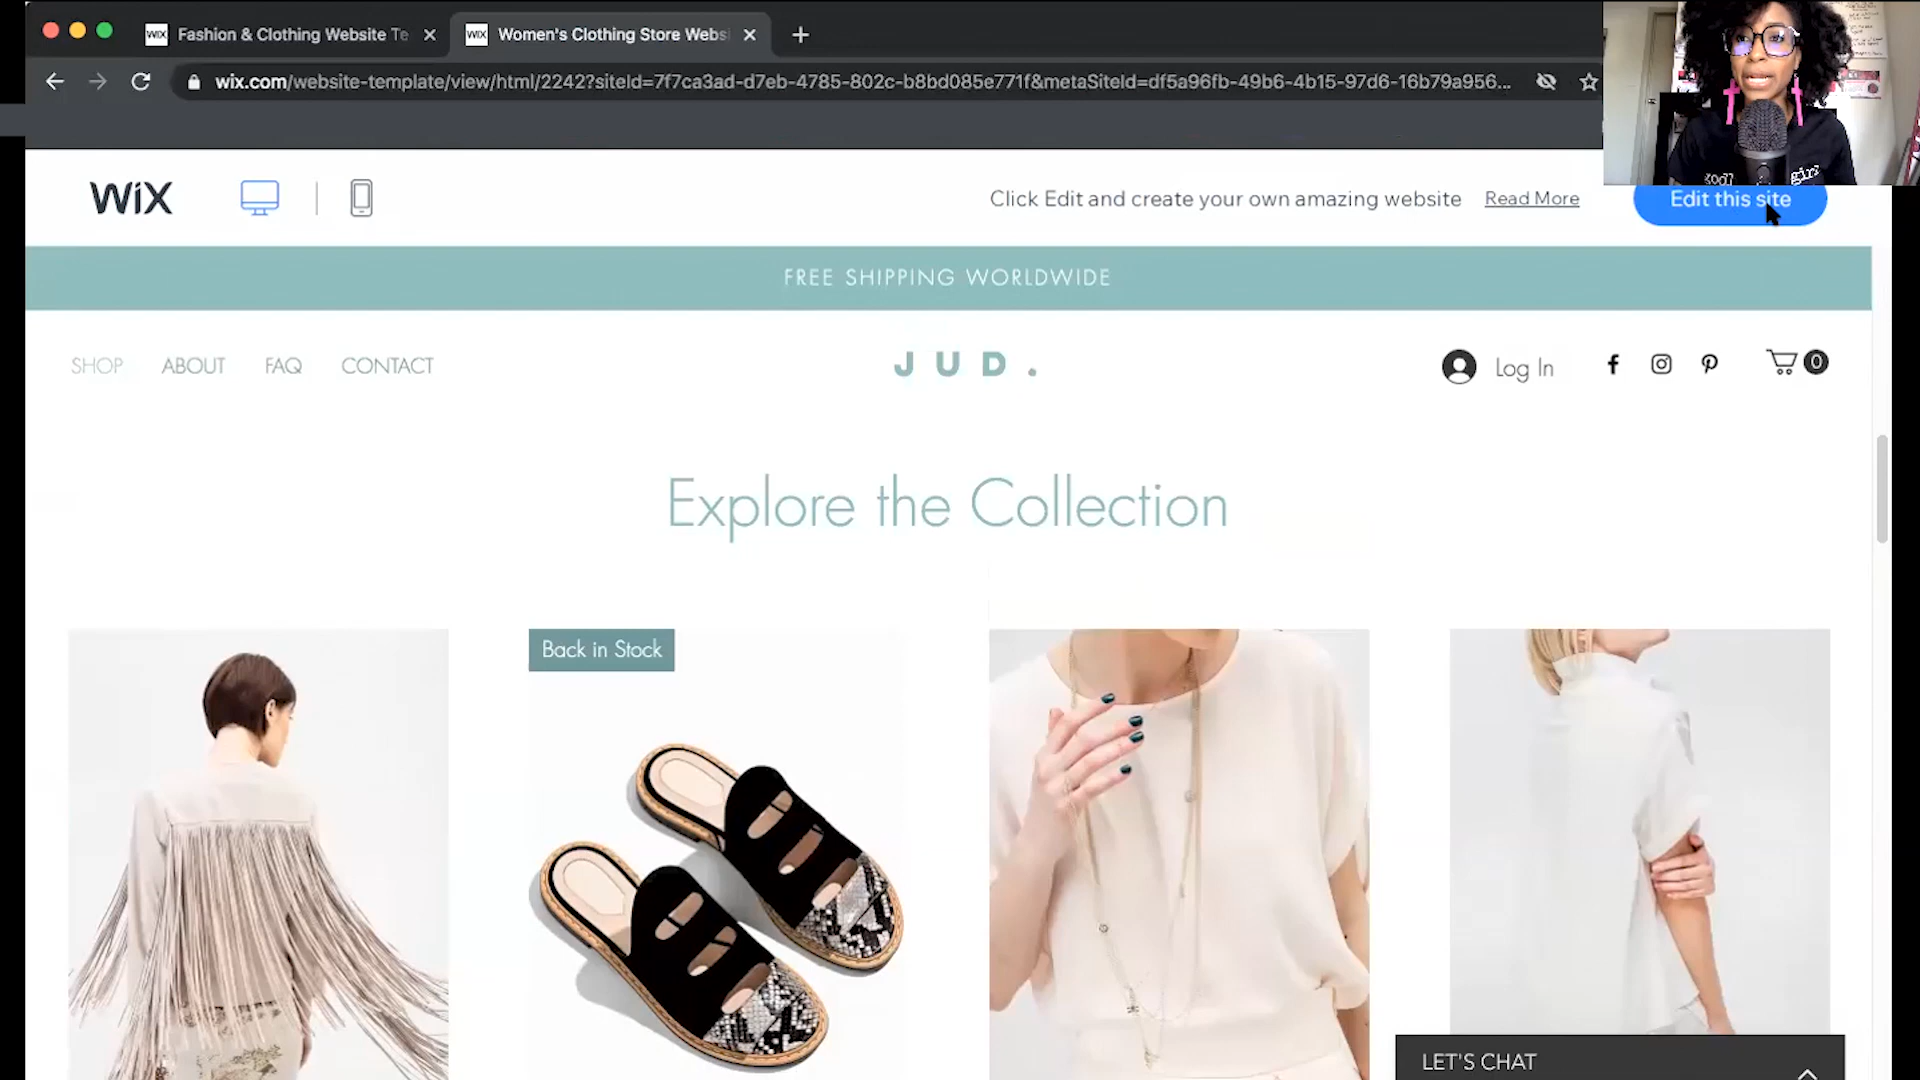 WiX Fashion & Clothing Website Te
WiX Women's Clothing Store Websi
wix.com/website-template/view/html/2242?siteId=7f7ca3ad-d7eb-4785-802c-b8bd085e771f&metaSiteId=df5a96fb-49b6-4b15-97d6-16b79a956...
WiX
Click Edit and create your own amazing website Read More
Edit this site
FREE SHIPPING WORLDWIDE
SHOP ABOUT FAQ CONTACT
JUD.
Log In
0
Explore the Collection
Back in Stock
LET'S CHAT